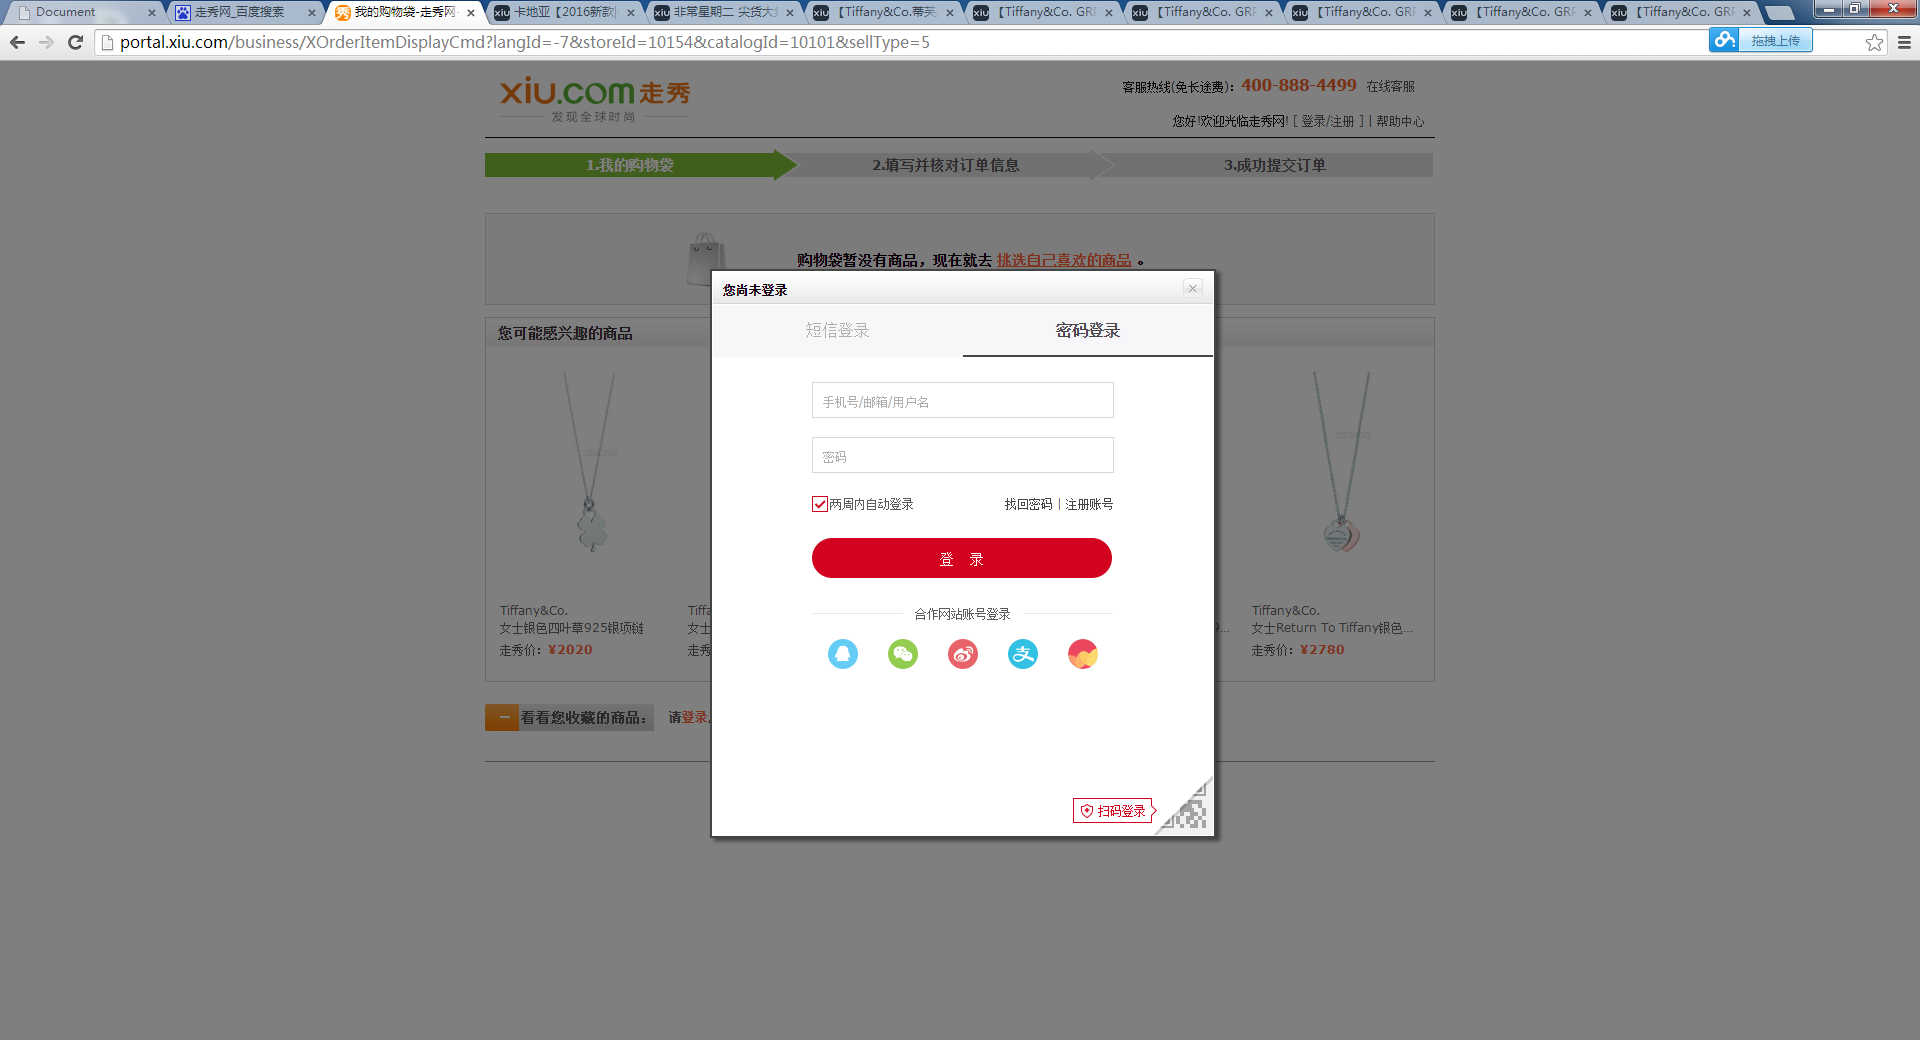 Document
走秀网_百度搜索
我的购物袋-走秀网-
卡地亚【2016新款
非常星期二 尖货大
【Tiffany&Co.蒂芙
【Tiffany&Co. GR
【Tiffany&Co. GR
【Tiffany&Co. GR
【Tiffany&Co. GR
【Tiffany&Co. GR
portal.xiu.com/business/XOrderItemDisplayCmd?langId=-7&storeId=10154&catalogId=10101&sellType=5
拖拽上传
xiu.com走秀
发现全球时尚
客服热线(免长途费)：400-888-4499 在线客服
您好!欢迎光临走秀网! [ 登录/注册 ] | 帮助中心
1.我的购物袋
2.填写并核对订单信息
3.成功提交订单
购物袋暂没有商品，现在就去 挑选自己喜欢的商品 。
您尚未登录
短信登录
密码登录
手机号/邮箱/用户名
密码
两周内自动登录
找回密码 | 注册账号
登 录
合作网站账号登录
扫码登录
您可能感兴趣的商品
Tiffany&Co.
女士银色四叶草925银项链
走秀价：¥2020
Tiffa
女士
走秀
9...
Tiffany&Co.
女士Return To Tiffany银色...
走秀价：¥2780
看看您收藏的商品：
请登录,